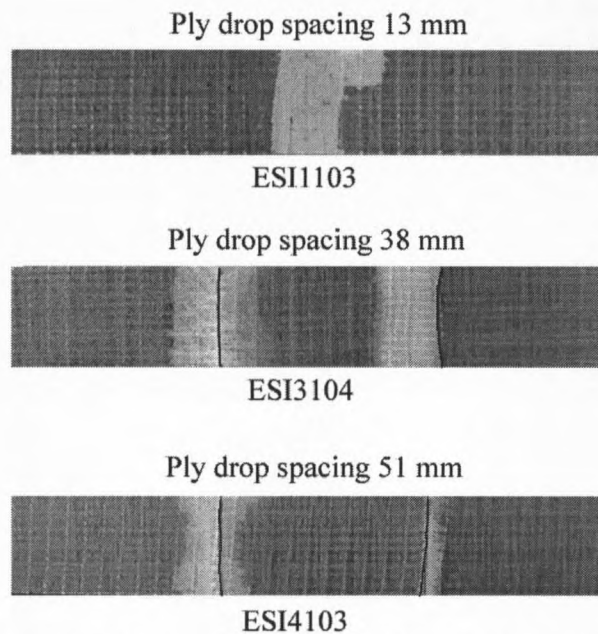 Ply drop spacing 13 mm
ESI1103
Ply drop spacing 38 mm
ESI3104
Ply drop spacing 51 mm
ESI4103